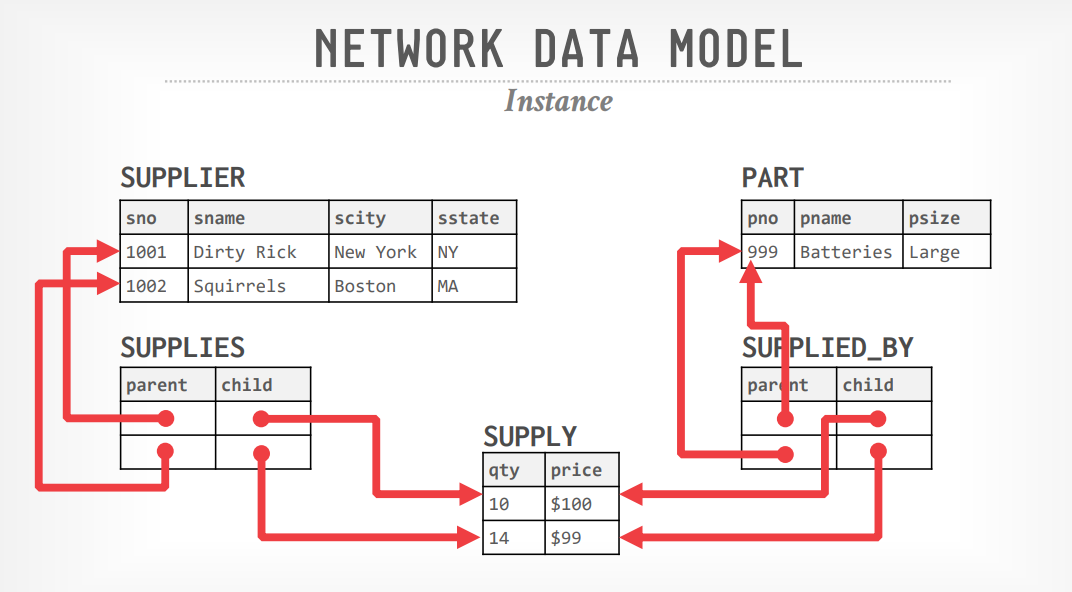 NETWORK DATA MODEL
Instance
SUPPLIER
sno sname scity sstate
1001 Dirty Rick New York NY
1002 Squirrels Boston MA
PART
pno pname psize
999 Batteries Large
SUPPLIES
parent child
SUPPLY
qty price
10 $100
14 $99
SUPPLIED_BY
parent child